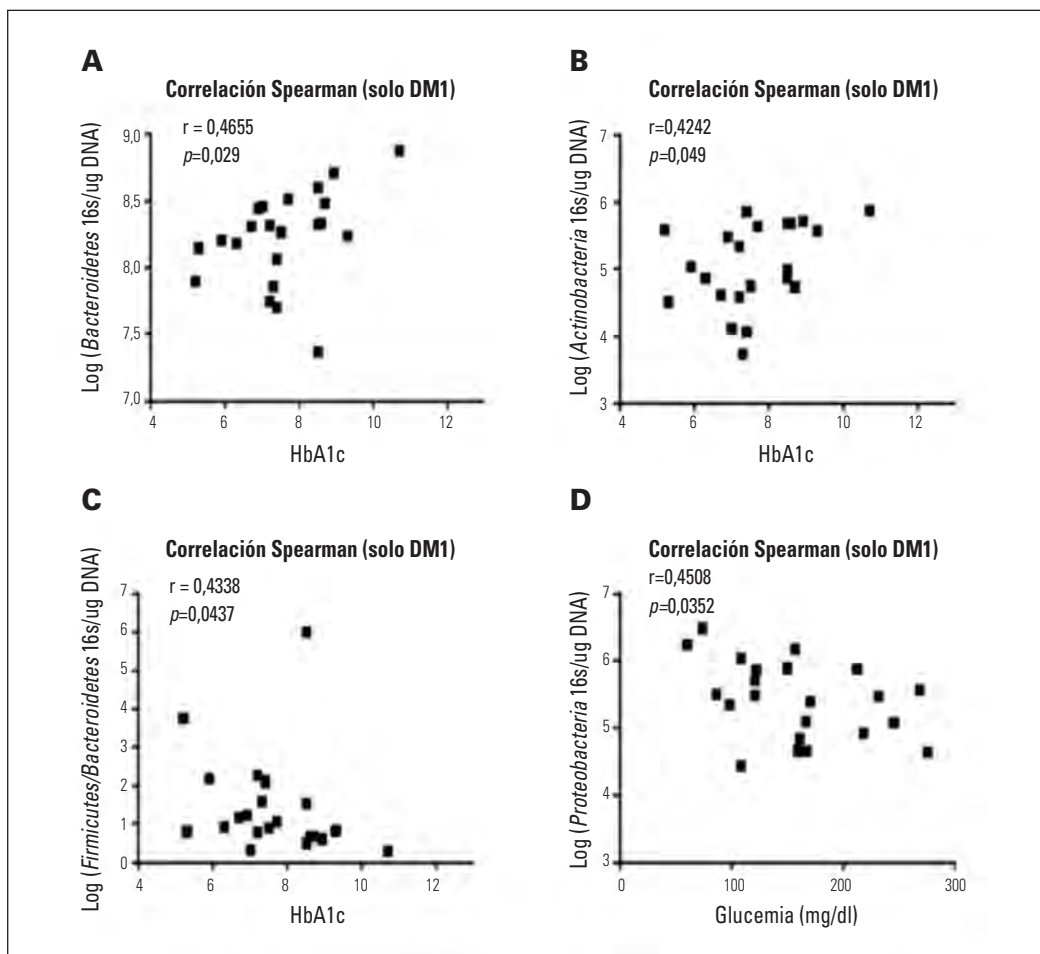 A
Correlación Spearman (solo DM1)
r = 0,4655
p=0,029
Log (Bacteroidetes 16s/ug DNA)
9,0
8,5
8,0
7,5
7,0
4 6 8 10 12
HbA1c
B
Correlación Spearman (solo DM1)
r=0,4242
p=0,049
Log (Actinobacteria 16s/ug DNA)
7
6
5
4
3
4 6 8 10 12
HbA1c
C
Correlación Spearman (solo DM1)
r = 0,4338
p=0,0437
Log (Firmicutes/Bacteroidetes 16s/ug DNA)
7
6
5
4
3
2
1
0
4 6 8 10 12
HbA1c
D
Correlación Spearman (solo DM1)
r=0,4508
p=0,0352
Log (Proteobacteria 16s/ug DNA)
7
6
5
4
3
0 100 200 300
Glucemia (mg/dl)